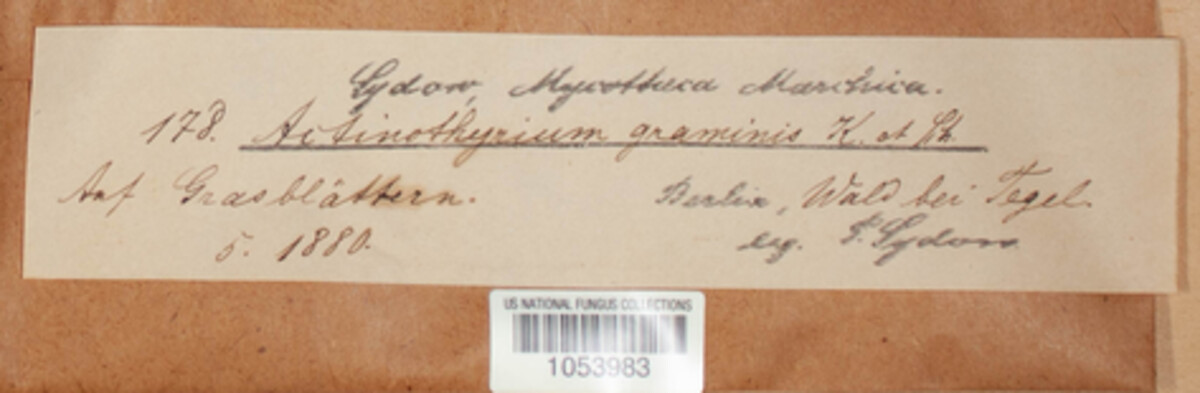 Sydow, Mycotheca Marchica.
178. Actinothyrium graminis K. et Sch.
Auf Grasblättern.
Berlin, Wald bei Tegel.
5. 1880.
leg. P. Sydow
US NATIONAL FUNGUS COLLECTIONS
1053983